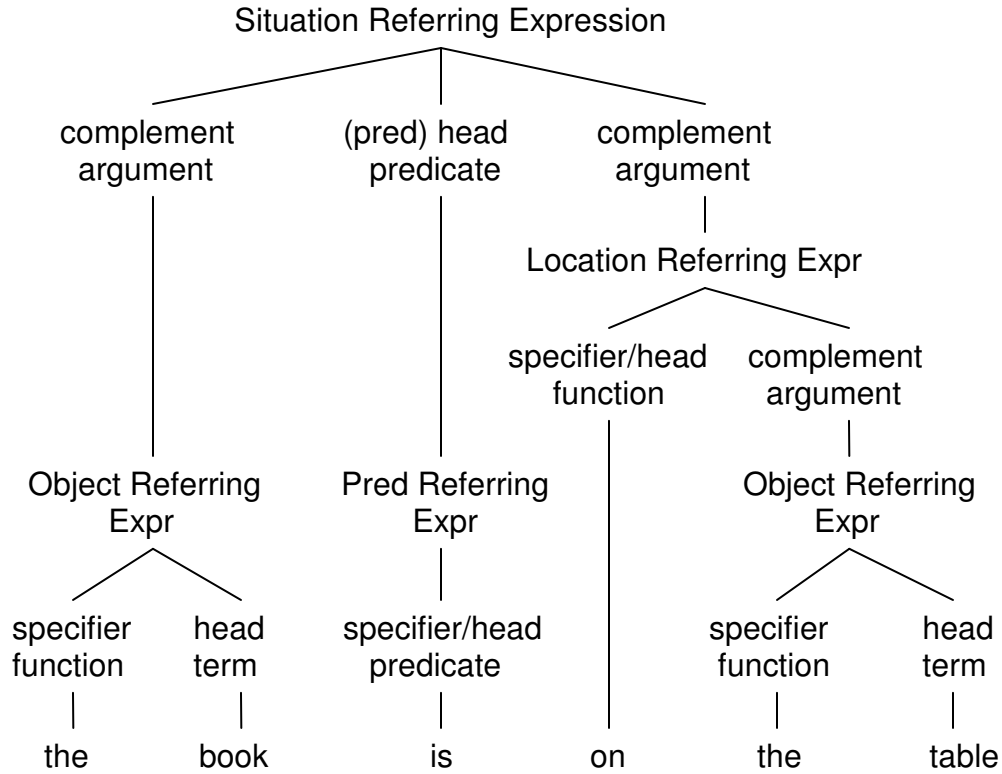 Situation Referring Expression
complement (pred) head complement
argument predicate argument
Location Referring Expr
specifier/head complement
function argument
Object Referring Pred Referring Object Referring
Expr Expr Expr
specifier head specifier/head specifier head
function term predicate function term
the book is on the table